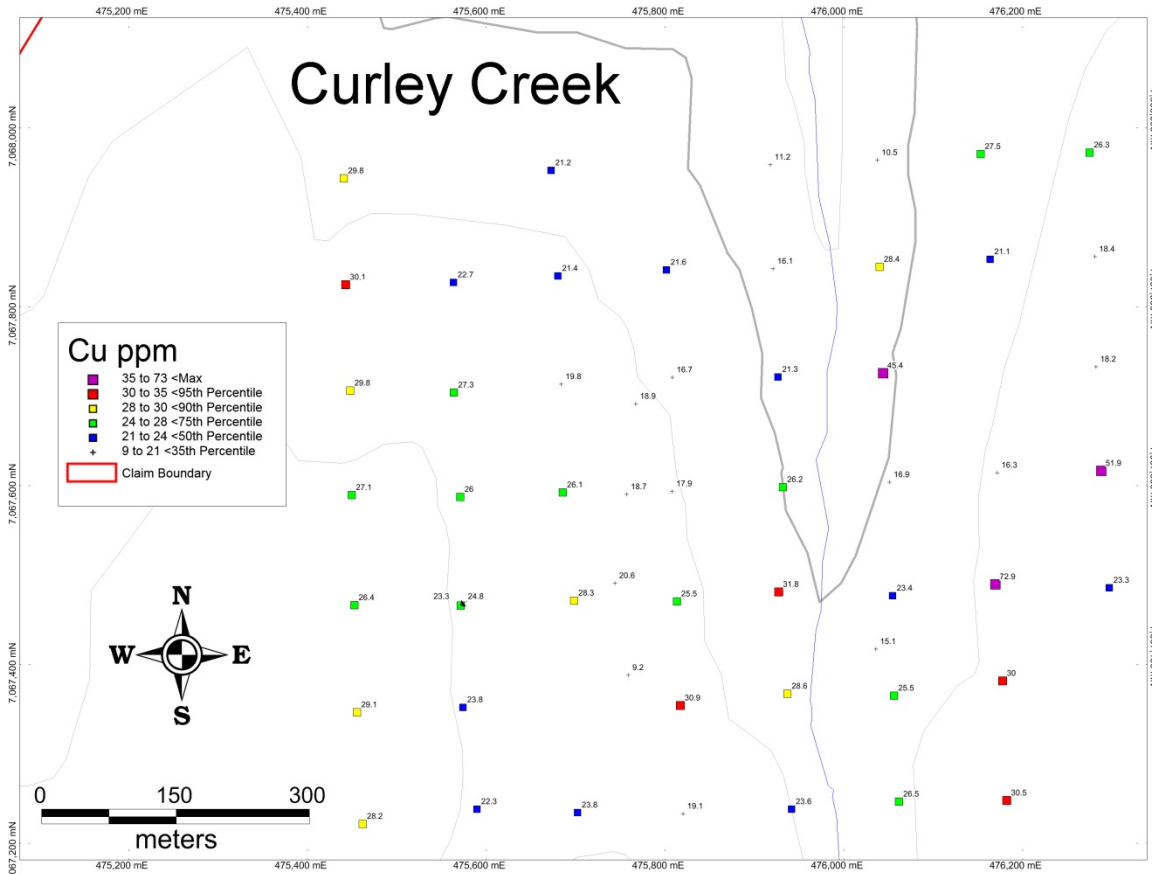 475,200 mE 475,400 mE 475,600 mE 475,800 mE 476,000 mE 476,200 mE
Curley Creek
7,068,000 mN
11.2 10.5 27.5 26.3
29.8 21.2
16.1 28.4 21.1 18.4
30.1 22.7 21.4 21.6
7,067,800 mN
Cu ppm
35 to 73 <Max
30 to 35 <95th Percentile
28 to 30 <90th Percentile
24 to 28 <75th Percentile
21 to 24 <50th Percentile
9 to 21 <35th Percentile
Claim Boundary
29.8 27.3 19.8 18.9 16.7 21.3 45.4 18.2
7,067,600 mN
27.1 26 26.1 18.7 17.9 26.2 16.9 16.3 51.9
26.4 23.3 24.8 28.3 20.6 25.5 31.8 23.4 72.9 23.3
N
W E
S
7,067,400 mN
15.1
29.1 23.8 9.2 30.9 28.6 25.5 30
0 150 300
meters
28.2 22.3 23.8 19.1 23.6 26.5 30.5
067,200 mN
475,200 mE 475,400 mE 475,600 mE 475,800 mE 476,000 mE 476,200 mE